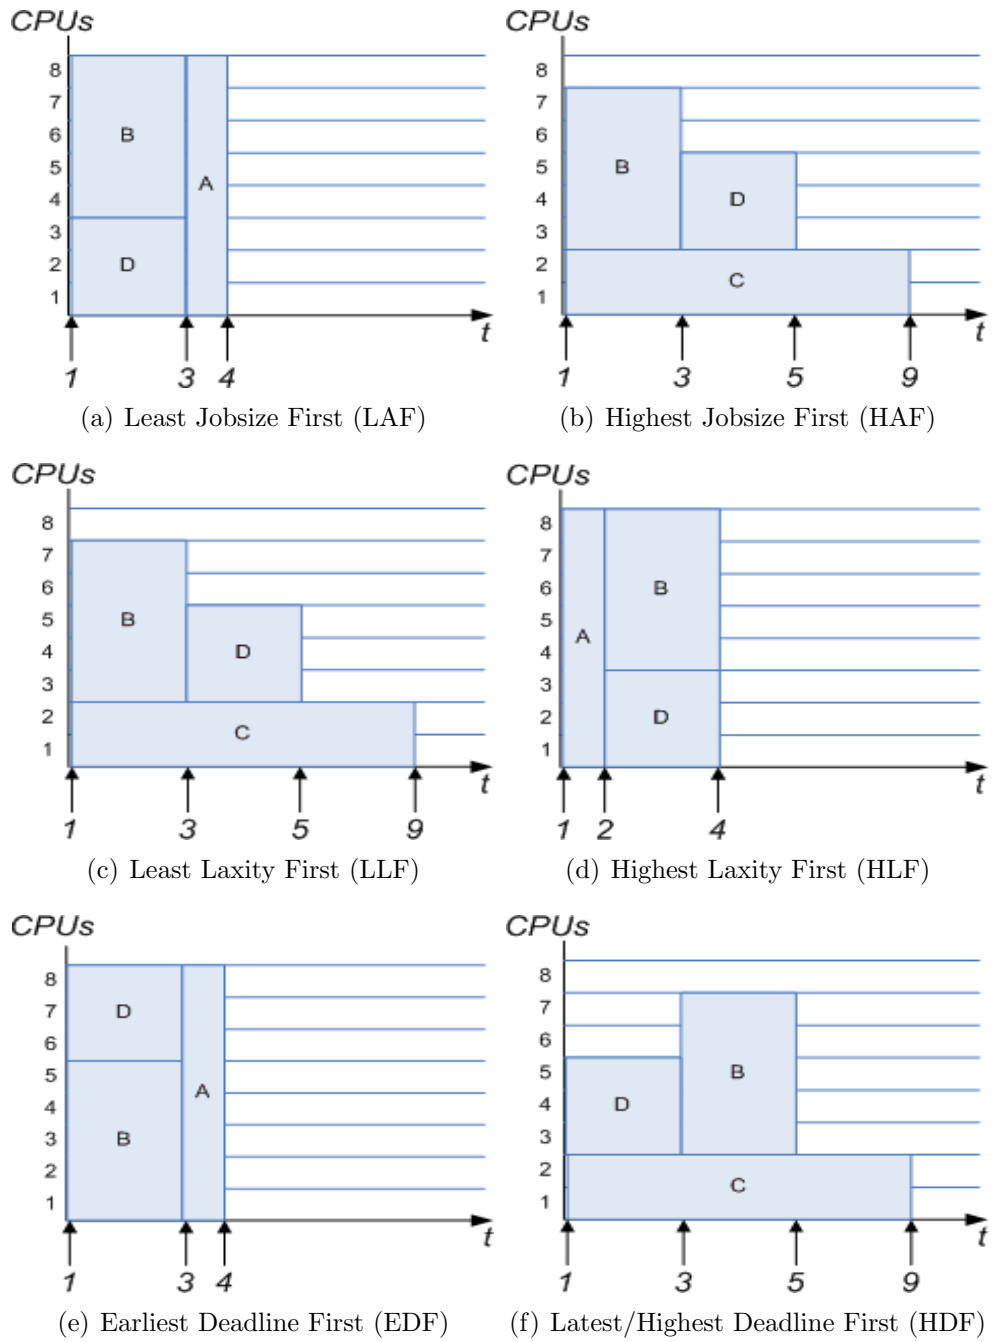 CPUs
8
7
6
5
4
3
2
1
B
D
A
t
1 3 4
(a) Least Jobsize First (LAF)
CPUs
8
7
6
5
4
3
2
1
B
D
C
t
1 3 5 9
(b) Highest Jobsize First (HAF)
CPUs
8
7
6
5
4
3
2
1
B
D
C
t
1 3 5 9
(c) Least Laxity First (LLF)
CPUs
8
7
6
5
4
3
2
1
A
B
D
t
1 2 4
(d) Highest Laxity First (HLF)
CPUs
8
7
6
5
4
3
2
1
D
B
A
t
1 3 4
(e) Earliest Deadline First (EDF)
CPUs
8
7
6
5
4
3
2
1
D
B
C
t
1 3 5 9
(f) Latest/Highest Deadline First (HDF)